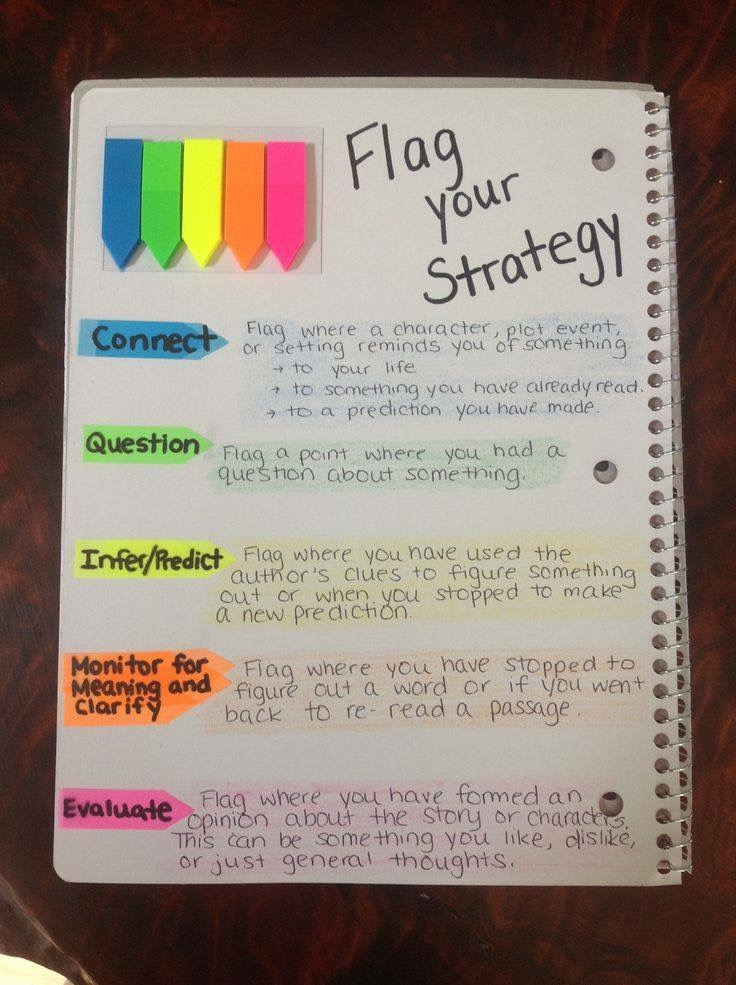 Flag
your
Strategy
Connect
Flag where a character, plot event,
or setting reminds you of something.
→ to your life
→ to something you have already read.
→ to a prediction you have made.
Question
Flag a point where you had a
question about something.
Infer/Predict
Flag where you have used the
author's clues to figure something
out or when you stopped to make
a new prediction.
Monitor for
Meaning and
Clarify
Flag where you have stopped to
figure out a word or if you went
back to re-read a passage.
Evaluate
Flag where you have formed an
opinion about the story or characters.
This can be something you like, dislike,
or just general thoughts.